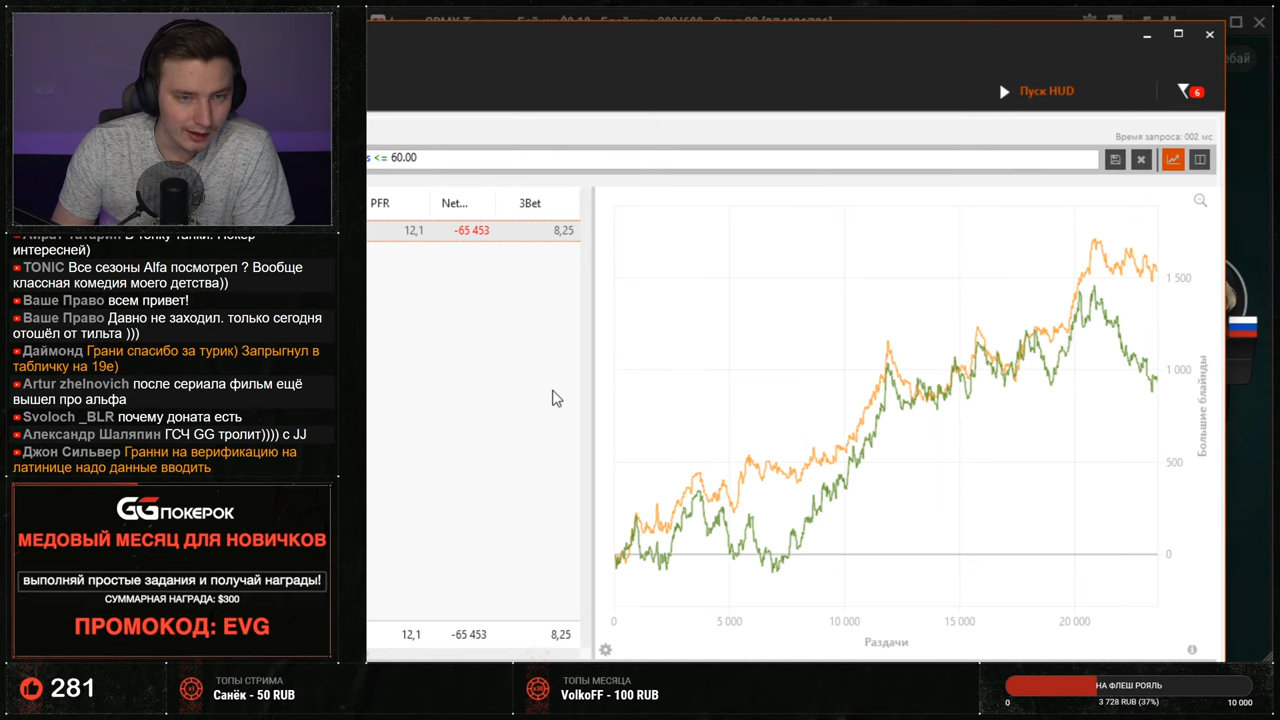 Пуск HUD
6
Время запроса: 002 мс
s <= 60.00
PFR Net... 3Bet
12,1 -65 453 8,25
12,1 -65 453 8,25
1 500
1 000
500
0
Большие блайнды
0 5 000 10 000 15 000 20 000
Раздачи
интересней)
TONIC Все сезоны Alfa посмотрел ? Вообще
классная комедия моего детства))
Ваше Право всем привет!
Ваше Право Давно не заходил. только сегодня
отошёл от тильта )))
Даймонд Грани спасибо за турик) Запрыгнул в
табличку на 19е)
Artur zhelnovich после сериала фильм ещё
вышел про альфа
Svoloch _BLR почему доната есть
Александр Шаляпин ГСЧ GG тролит)))) с JJ
Джон Сильвер Гранни на верификацию на
латинице надо данные вводить
GGПОКЕРОК
МЕДОВЫЙ МЕСЯЦ ДЛЯ НОВИЧКОВ
выполняй простые задания и получай награды!
СУММАРНАЯ НАГРАДА: $300
ПРОМОКОД: EVG
281
ТОПЫ СТРИМА
Санёк - 50 RUB
ТОПЫ МЕСЯЦА
VolkoFF - 100 RUB
НА ФЛЕШ РОЯЛЬ
0 3 728 RUB (37%) 10 000